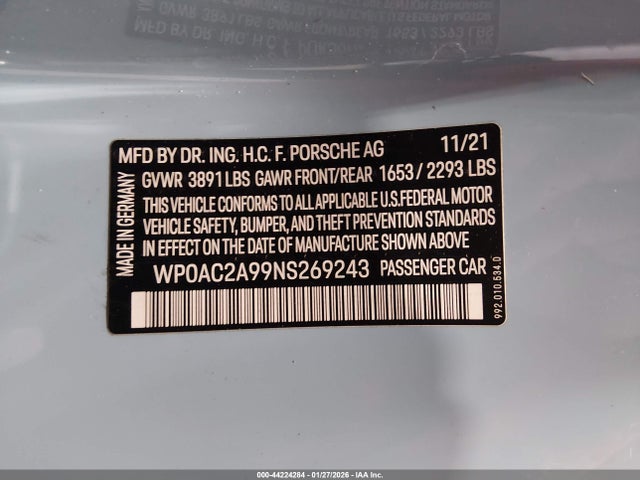 MFD BY DR. ING. H.C. F. PORSCHE AG 11/21
GVWR 3891LBS GAWR FRONT/REAR 1653/2293 LBS
THIS VEHICLE CONFORMS TO ALL APPLICABLE U.S.FEDERAL MOTOR
VEHICLE SAFETY, BUMPER, AND THEFT PREVENTION STANDARDS
IN EFFECT ON THE DATE OF MANUFACTURE SHOWN ABOVE
WP0AC2A99NS269243 PASSENGER CAR
MADE IN GERMANY
992.010.534.0
000-44224284 | 01/27/2026 - IAA Inc.